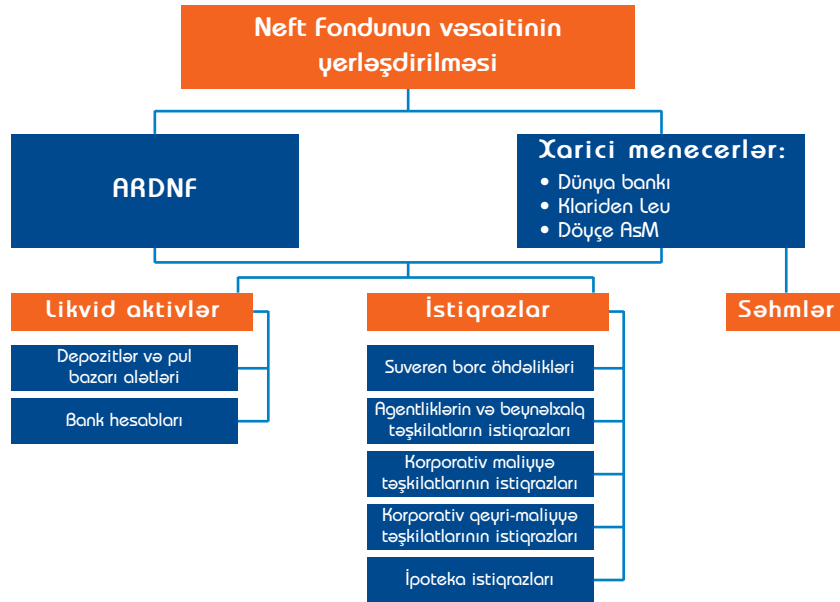 Neft Fondunun vəsaitinin
yerləşdirilməsi
ARDNF
Xarici menecerlər:
• Dünya bankı
• Klariden Leu
• Döyçe AsM
Likvid aktivlər
İstiqrazlar
Səhmlər
Depozitlər və pul
bazarı alətləri
Bank hesabları
Suveren borc öhdəlikləri
Agentliklərin və beynəlxalq
təşkilatların istiqrazları
Korporativ maliyyə
təşkilatlarının istiqrazları
Korporativ qeyri-maliyyə
təşkilatlarının istiqrazları
İpoteka istiqrazları